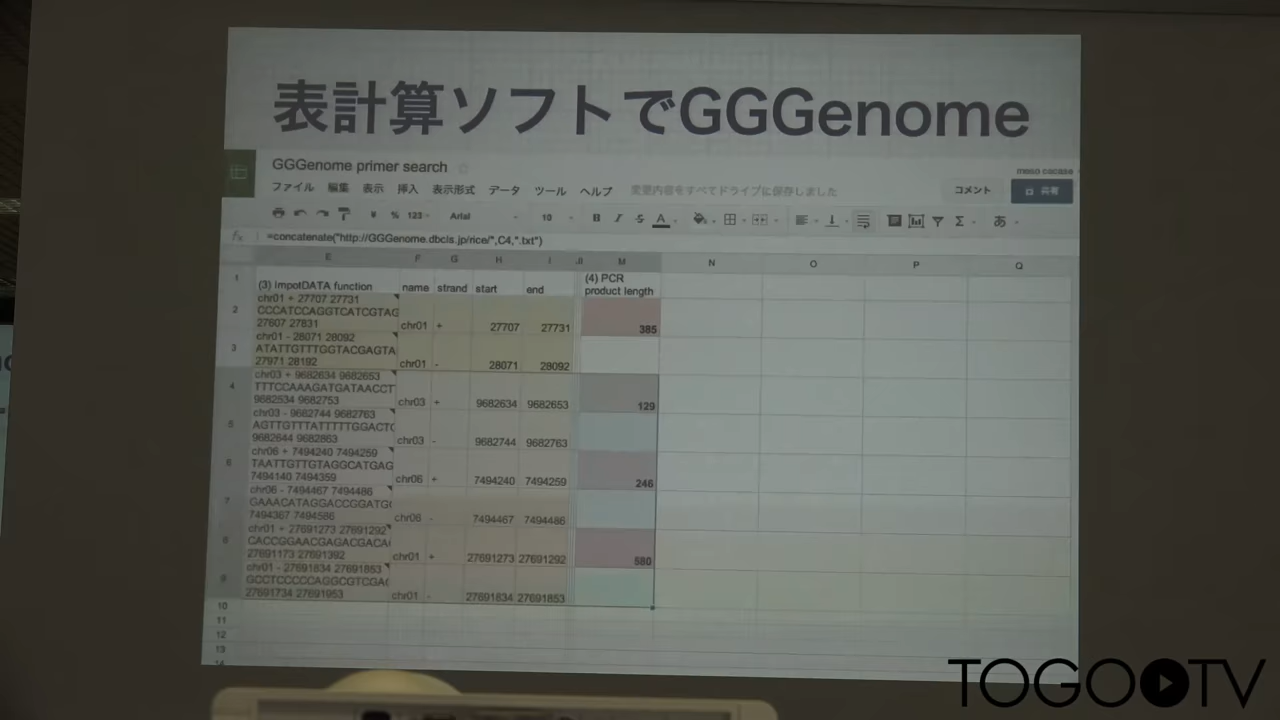 表計算ソフトでGGGenome
GGGenome primer search
ファイル 編集 表示 挿入 表示形式 データ ツール ヘルプ 変更内容をすべてドライブに保存しました コメント 共有
¥ % 123 Arial 10 B I S A Σ あ
fx =concatenate("http://GGGenome.dbcls.jp/rice/",C4,".txt")
E F G H I M N O P Q
1 (3) ImpotDATA function name strand start end (4) PCR product length
chr01 + 27707 27731
2 CCCATCCAGGTCATCGTAG
27607 27831 chr01 + 27707 27731 385
chr01 - 28071 28092
3 ATATTGTTTGGTACGAGTA
27971 28192 chr01 - 28071 28092
chr03 + 9682634 9682653
4 TTTCCAAAGATGATAACCT
9682534 9682753 chr03 + 9682634 9682653 129
chr03 - 9682744 9682763
5 AGTTGTTTATTTTTGGACTC
9682644 9682863 chr03 - 9682744 9682763
chr06 + 7494240 7494259
6 TAATTGTTGTAGGCATGAG
7494140 7494359 chr06 + 7494240 7494259 246
chr06 - 7494467 7494486
7 GAAACATAGGACCGGATG
7494367 7494586 chr06 - 7494467 7494486
chr01 + 27691273 27691292
8 CACCGGAACGAGACGACA
27691173 27691392 chr01 + 27691273 27691292 580
chr01 - 27691834 27691853
9 GCCTCCCCCAGGCGTCGA
27691734 27691953 chr01 - 27691834 27691853
10
11
12
13
14
TOGOTV